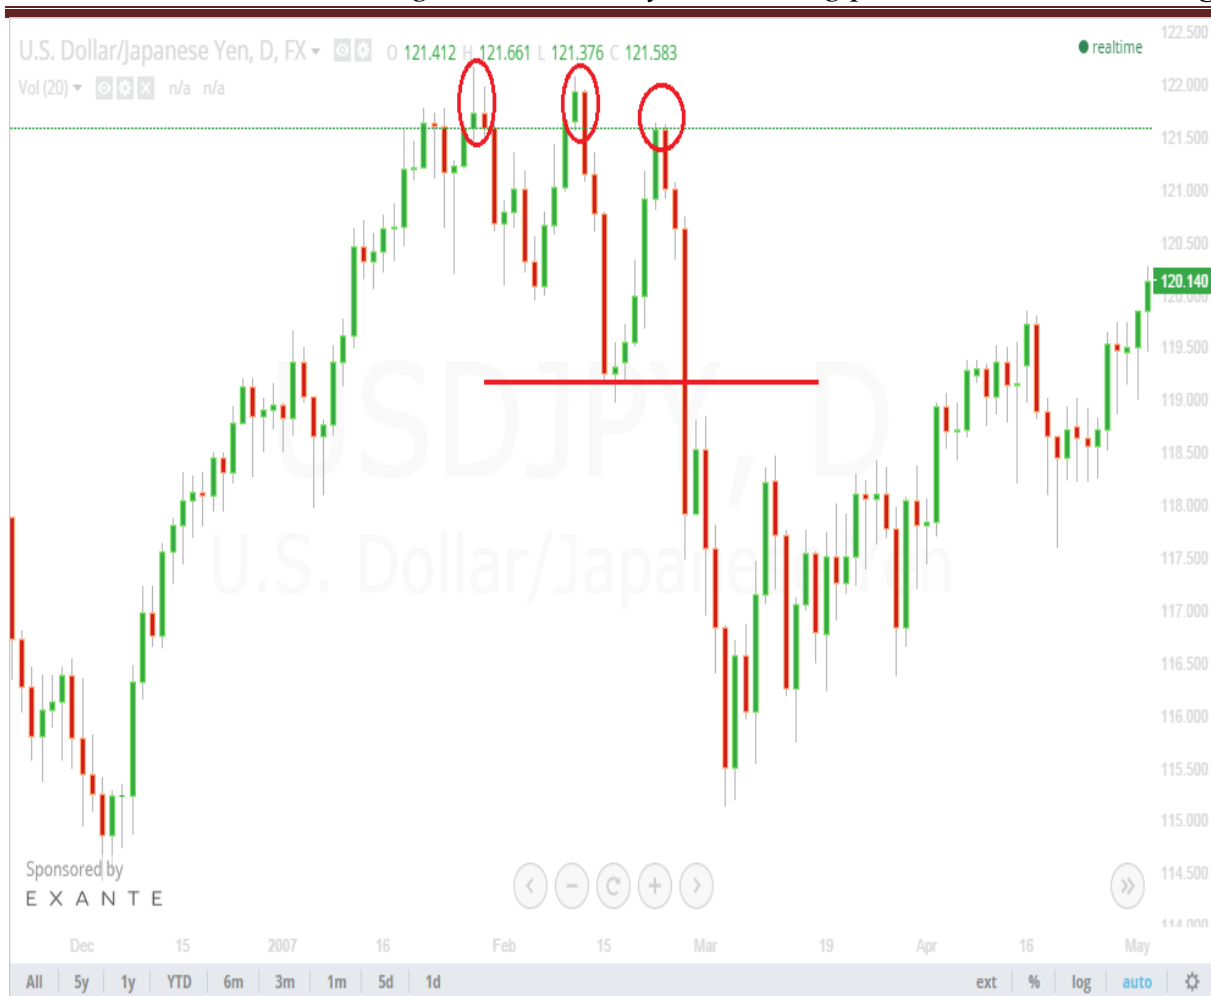 U.S. Dollar/Japanese Yen, D, FX O 121.412 H 121.661 L 121.376 C 121.583
realtime
Vol (20) n/a n/a
122.500
122.000
121.500
121.000
120.500
120.140
120.000
119.500
119.000
118.500
118.000
117.500
117.000
116.500
116.000
115.500
115.000
114.500
114.000
USDJPY, D
U.S. Dollar/Japanese Yen
Sponsored by
EXANTE
Dec 15 2007 16 Feb 15 Mar 19 Apr 16 May
All 5y 1y YTD 6m 3m 1m 5d 1d ext % log auto